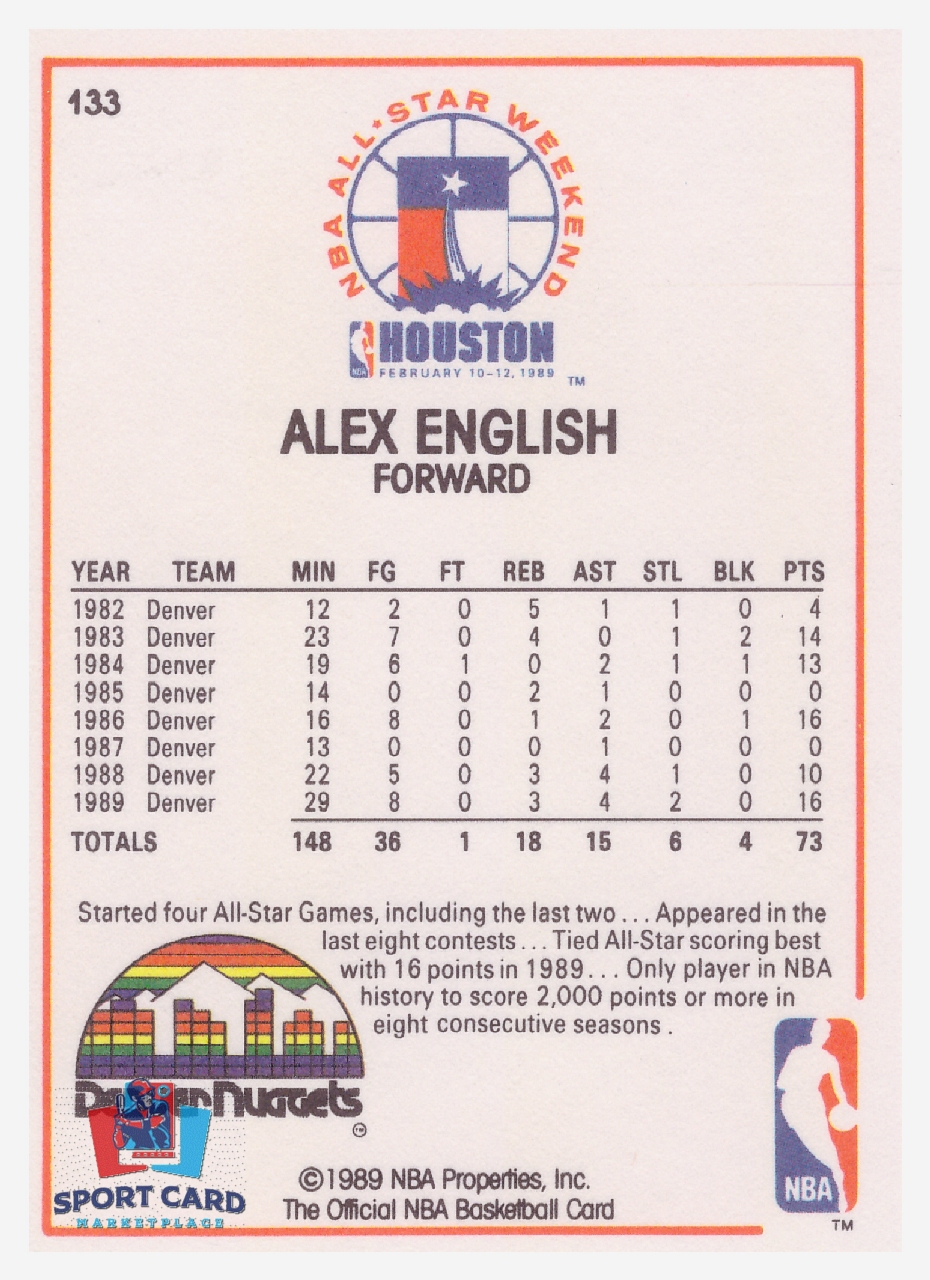 133
NBA ALL·STAR WEEKEND
NBA HOUSTON
FEBRUARY 10-12, 1989 TM
ALEX ENGLISH
FORWARD
YEAR TEAM MIN FG FT REB AST STL BLK PTS
1982 Denver 12 2 0 5 1 1 0 4
1983 Denver 23 7 0 4 0 1 2 14
1984 Denver 19 6 1 0 2 1 1 13
1985 Denver 14 0 0 2 1 0 0 0
1986 Denver 16 8 0 1 2 0 1 16
1987 Denver 13 0 0 0 1 0 0 0
1988 Denver 22 5 0 3 4 1 0 10
1989 Denver 29 8 0 3 4 2 0 16
TOTALS 148 36 1 18 15 6 4 73
Started four All-Star Games, including the last two . . . Appeared in the
last eight contests . . . Tied All-Star scoring best
with 16 points in 1989 . . . Only player in NBA
history to score 2,000 points or more in
eight consecutive seasons .
Nuggets
SPORT CARD
MARKETPLACE
©1989 NBA Properties, Inc.
The Official NBA Basketball Card
NBA
TM